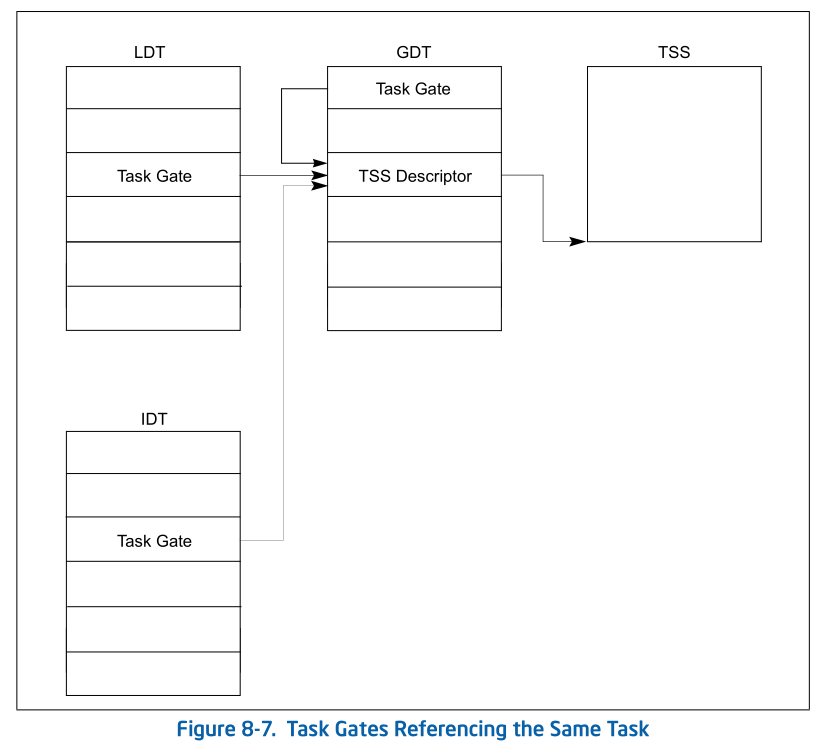 LDT
GDT
TSS
Task Gate
Task Gate
TSS Descriptor
IDT
Task Gate
Figure 8-7. Task Gates Referencing the Same Task